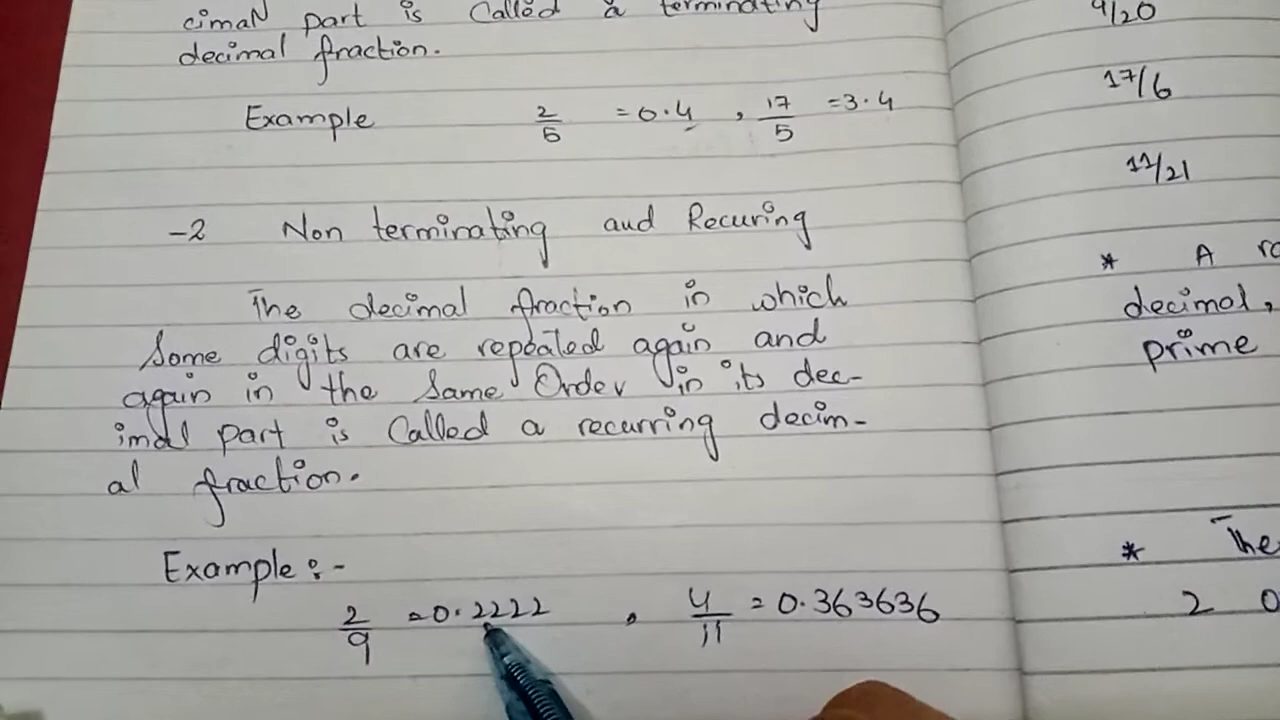 cimal part is Called a terminating
decimal fraction.
Example 2/5 = 0.4 , 17/5 = 3.4
-2 Non terminating and Recuring
The decimal fraction in which
Some digits are repeated again and
again in the Same Order in its dec-
imal part is Called a recurring decim-
al fraction.
Example :-
2/9 = 0.2222 , 4/11 = 0.363636
9/20
17/6
11/21
* A
decimal,
prime
* The
2 0